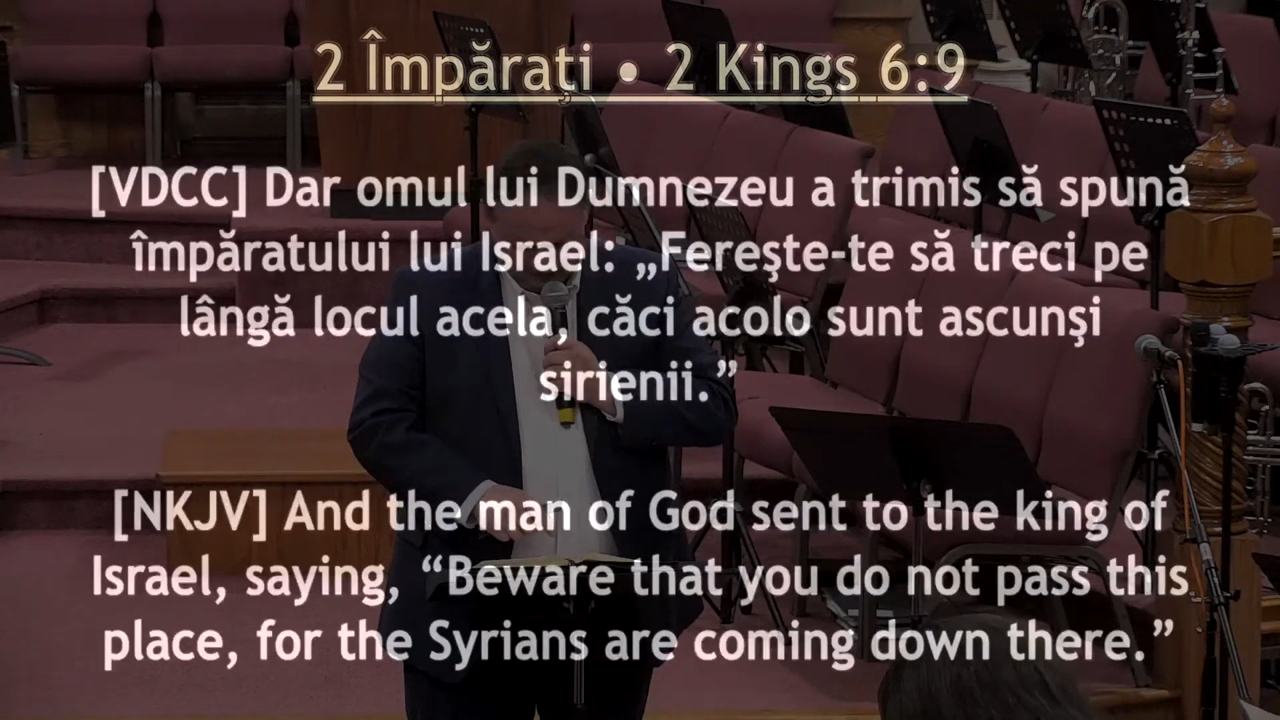 2 Împăraţi • 2 Kings 6:9
[VDCC] Dar omul lui Dumnezeu a trimis să spună
împăratului lui Israel: „Fereşte-te să treci pe
lângă locul acela, căci acolo sunt ascunşi
sirienii.”
[NKJV] And the man of God sent to the king of
Israel, saying, “Beware that you do not pass this
place, for the Syrians are coming down there.”